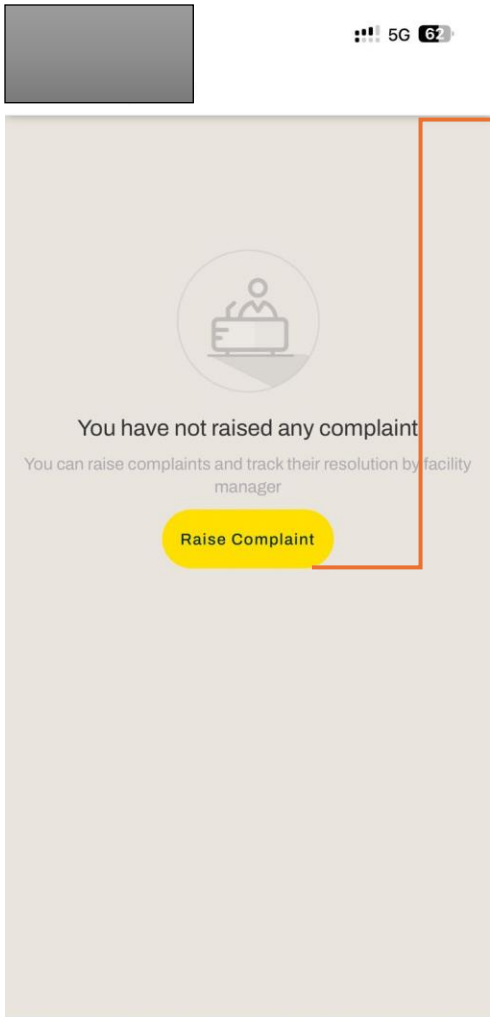 5G 62
You have not raised any complaint
You can raise complaints and track their resolution by facility
manager
Raise Complaint